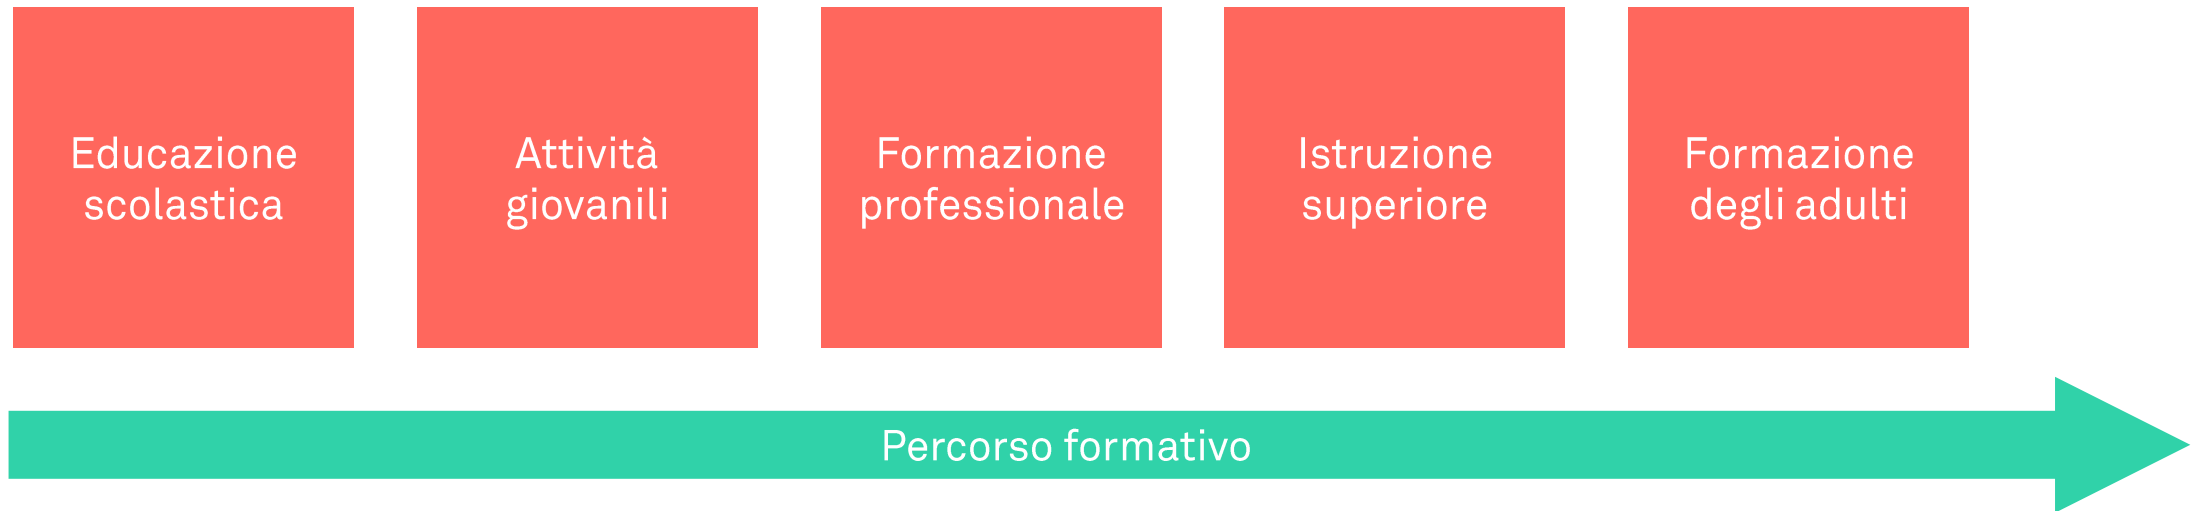 Educazione
scolastica
Attività
giovanili
Formazione
professionale
Istruzione
superiore
Formazione
degli adulti
Percorso formativo